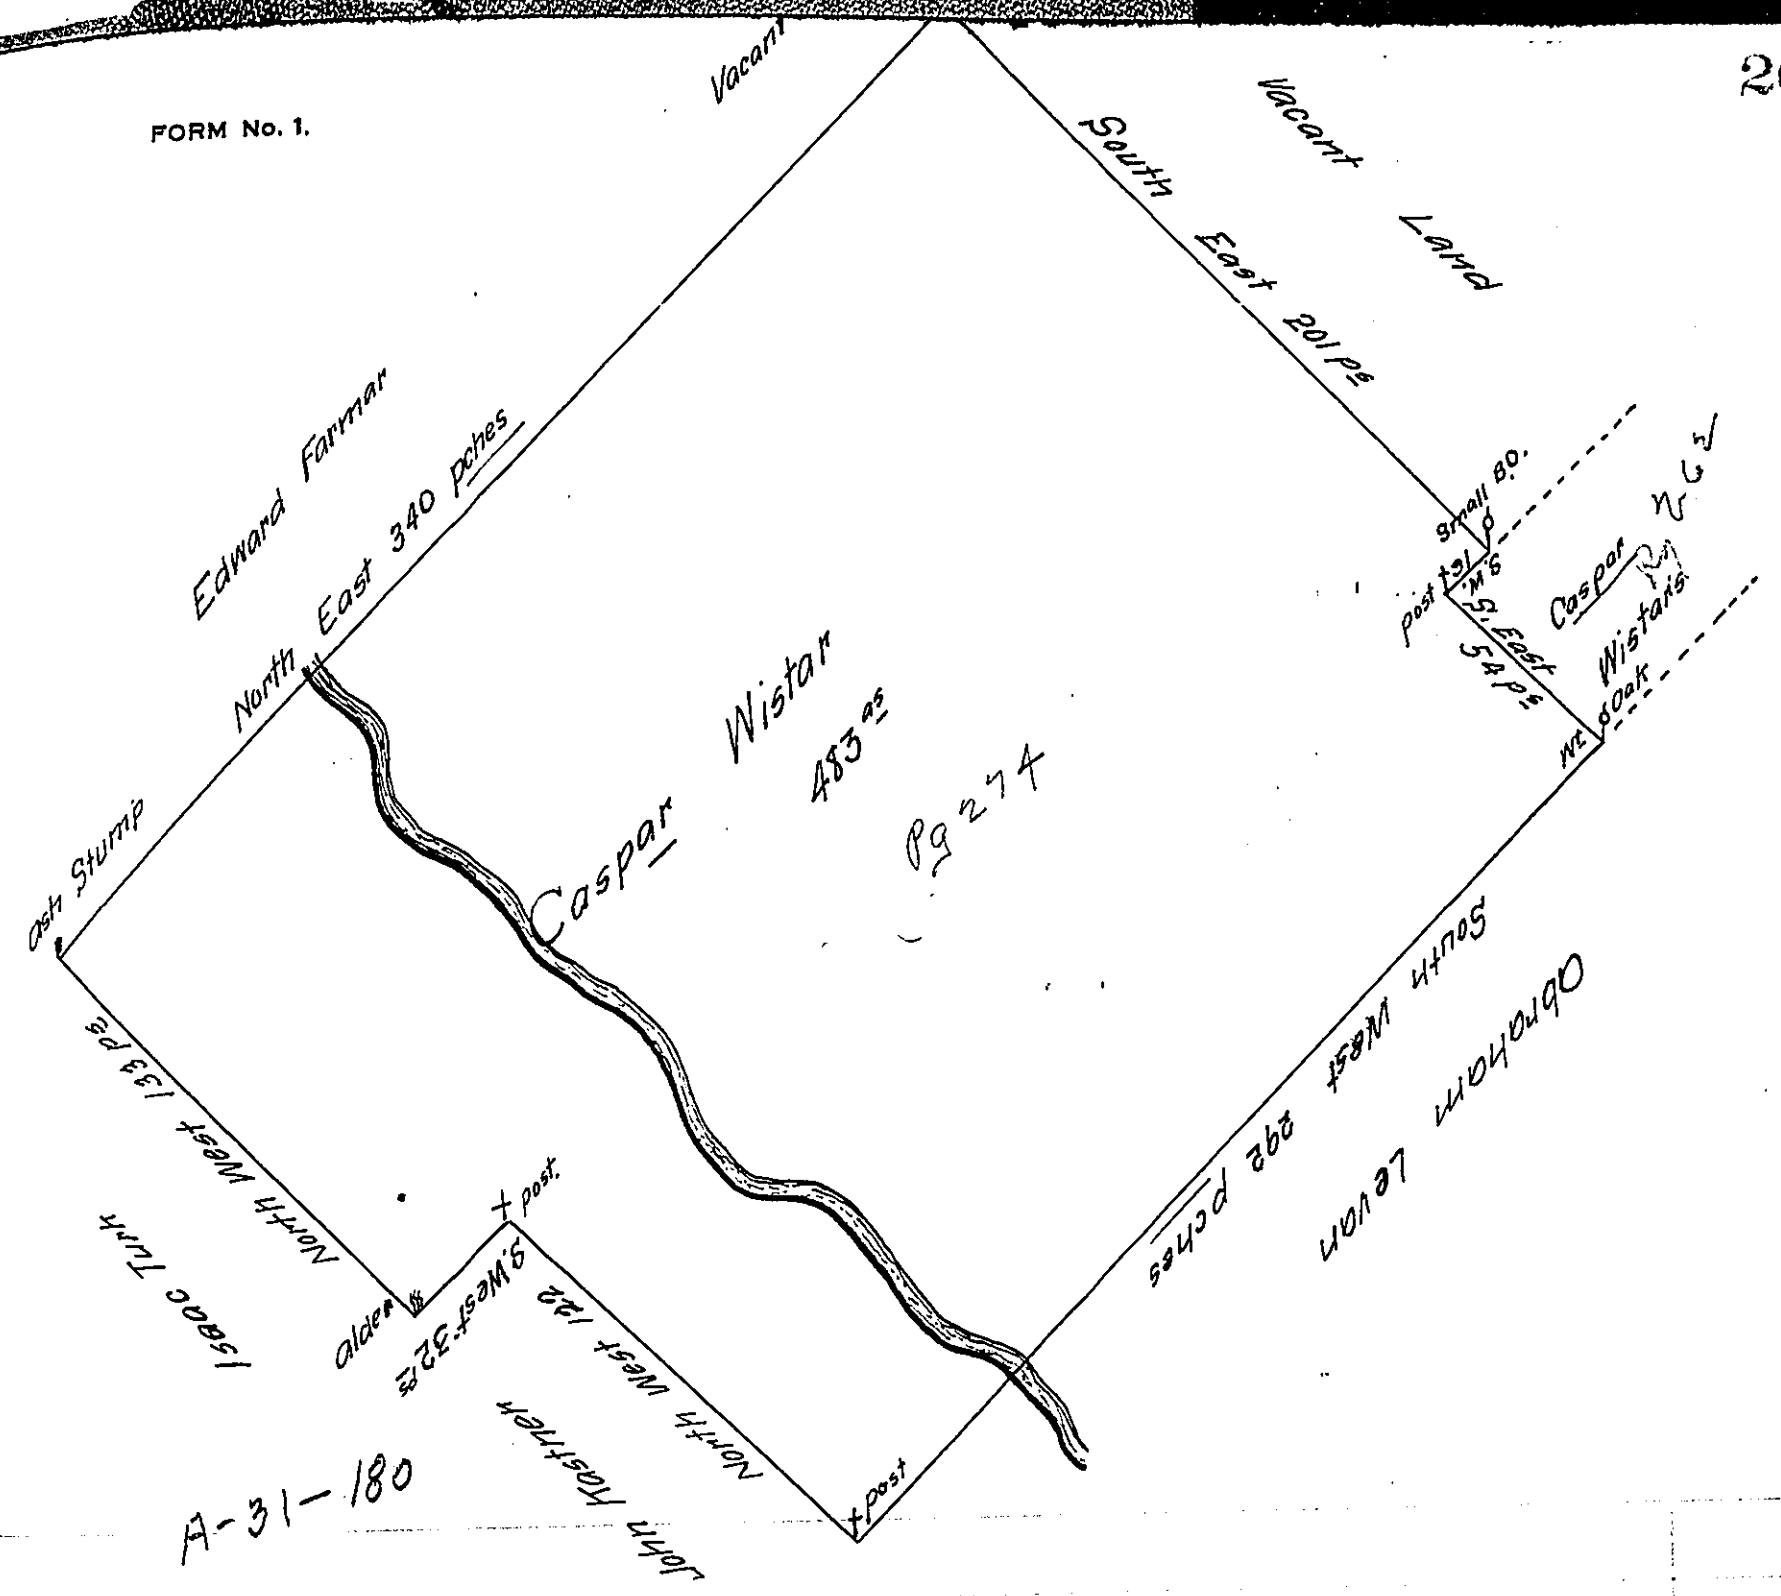 FORM No. 1.
Vacant
Vacant Land
South East 201 ps
Edward Farmar
North East 340 pches
Small B.O.
post
16 S.W.
S. East
54 ps
Caspar
Wistar's
Wt Oak
Caspar Wistar
483 as
Pg 274
Ash Stump
North West 133 Ps
Isaac Turk
alder
S. West 32 Ps
post.
North West 122
John Kastner
post
South West 292 pches
Abraham Levan
A-31-180